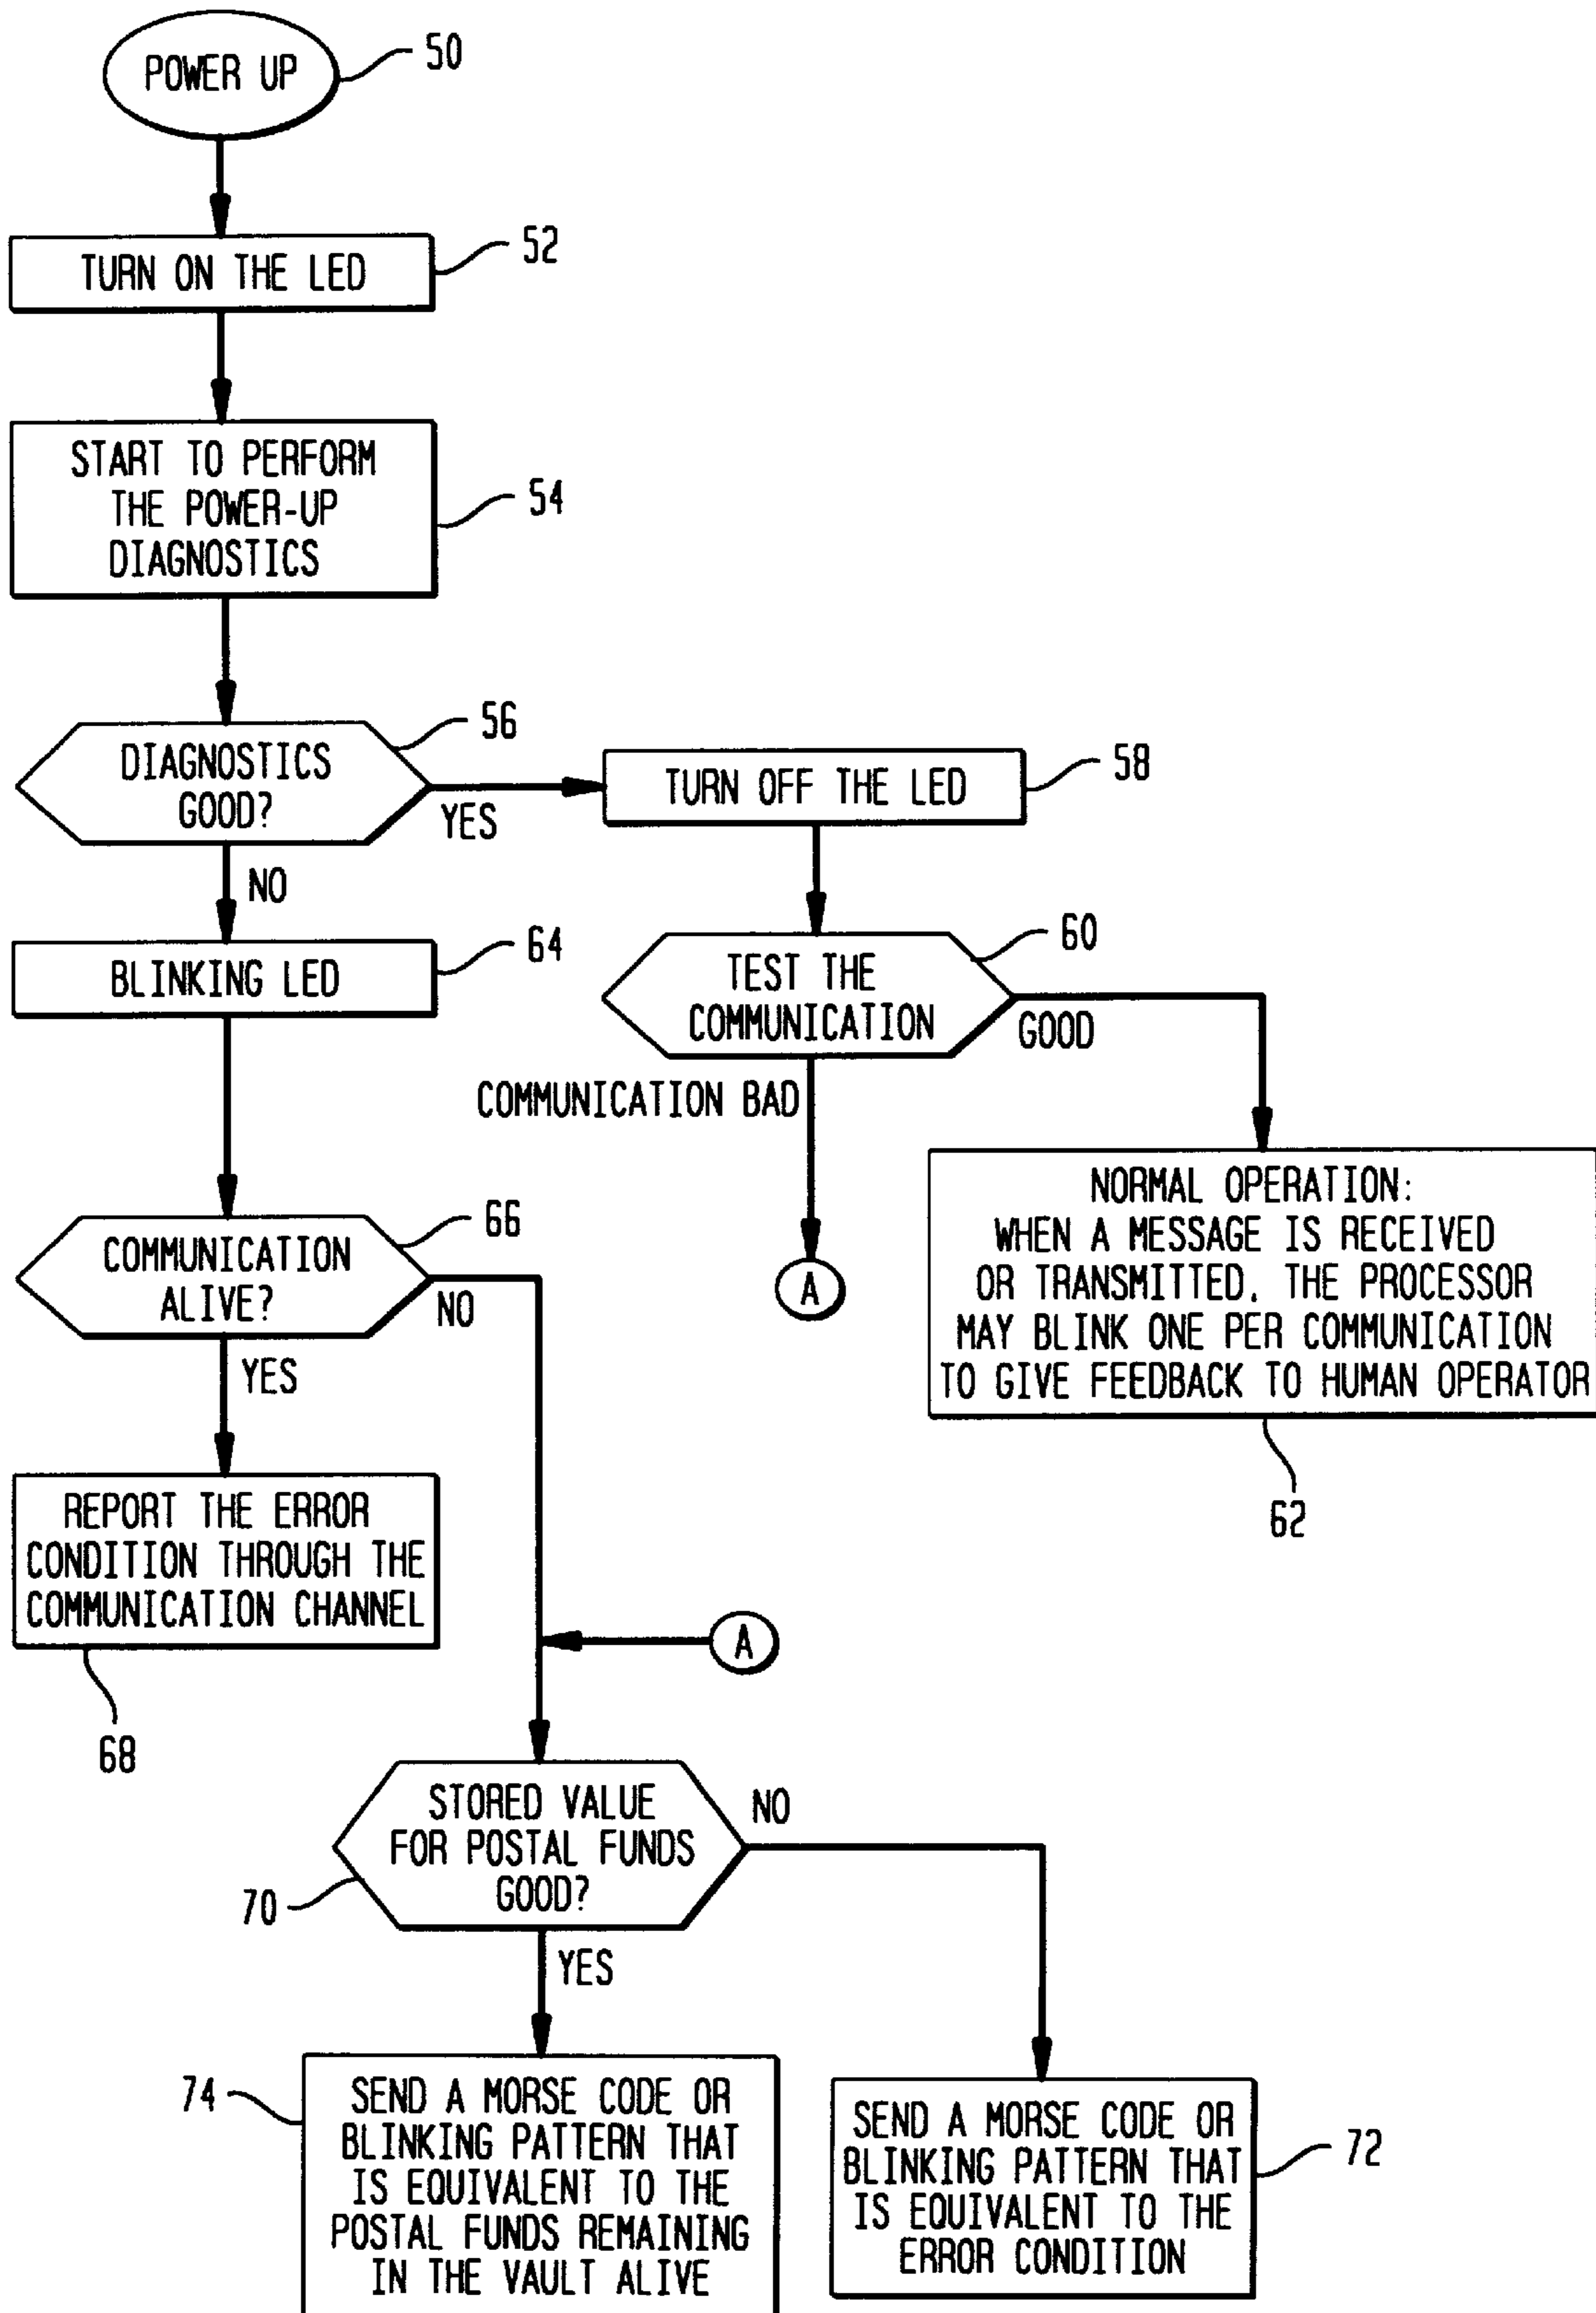 POWER UP
50
TURN ON THE LED
52
START TO PERFORM
THE POWER-UP
DIAGNOSTICS
54
DIAGNOSTICS
GOOD?
56
YES
NO
TURN OFF THE LED
58
BLINKING LED
64
TEST THE
COMMUNICATION
60
GOOD
COMMUNICATION BAD
A
NORMAL OPERATION:
WHEN A MESSAGE IS RECEIVED
OR TRANSMITTED. THE PROCESSOR
MAY BLINK ONE PER COMMUNICATION
TO GIVE FEEDBACK TO HUMAN OPERATOR
62
COMMUNICATION
ALIVE?
66
NO
YES
REPORT THE ERROR
CONDITION THROUGH THE
COMMUNICATION CHANNEL
68
A
STORED VALUE
FOR POSTAL FUNDS
GOOD?
70
NO
YES
74
SEND A MORSE CODE OR
BLINKING PATTERN THAT
IS EQUIVALENT TO THE
POSTAL FUNDS REMAINING
IN THE VAULT ALIVE
SEND A MORSE CODE OR
BLINKING PATTERN THAT
IS EQUIVALENT TO THE
ERROR CONDITION
72